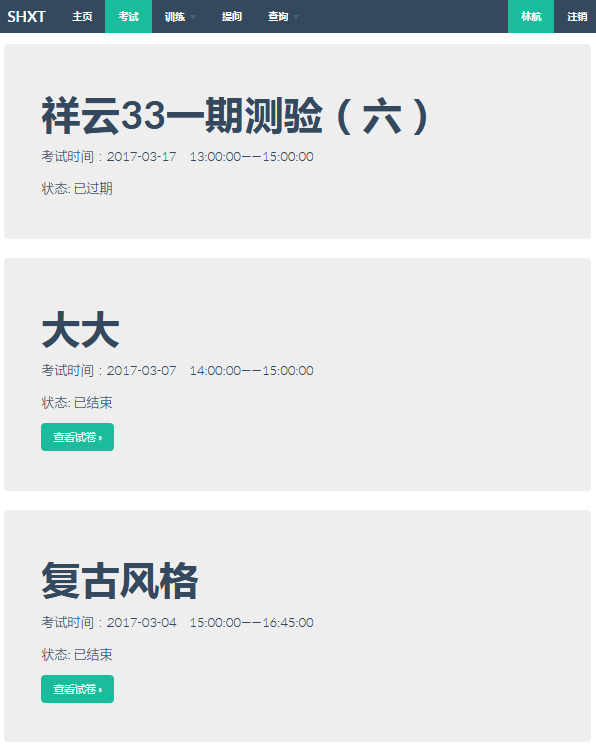 SHXT 主页 考试 训练 提问 查询 林航 注销
祥云33一期测验（六）
考试时间：2017-03-17 13:00:00——15:00:00
状态: 已过期
大大
考试时间：2017-03-07 14:00:00——15:00:00
状态: 已结束
查看试卷 »
复古风格
考试时间：2017-03-04 15:00:00——16:45:00
状态: 已结束
查看试卷 »